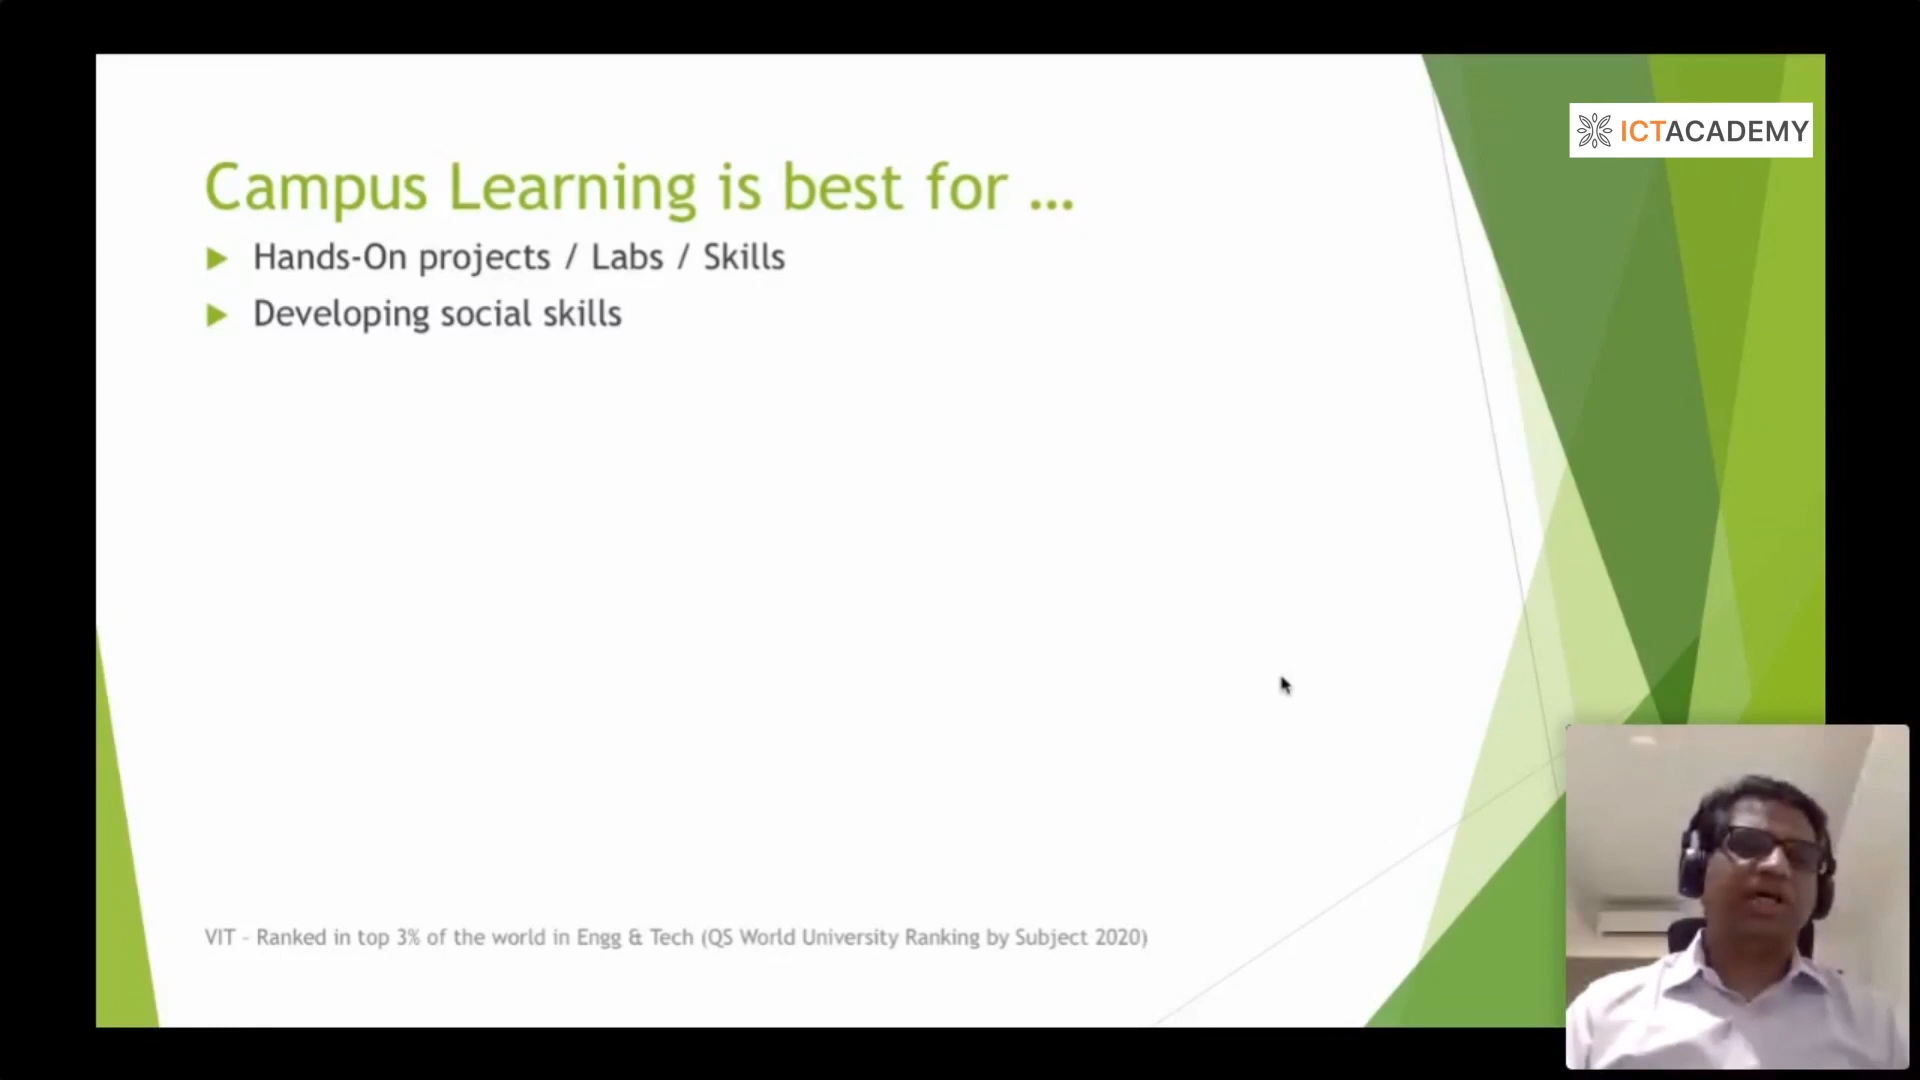 ICTACADEMY
Campus Learning is best for ...
Hands-On projects / Labs / Skills
Developing social skills
VIT - Ranked in top 3% of the world in Engg & Tech (QS World University Ranking by Subject 2020)